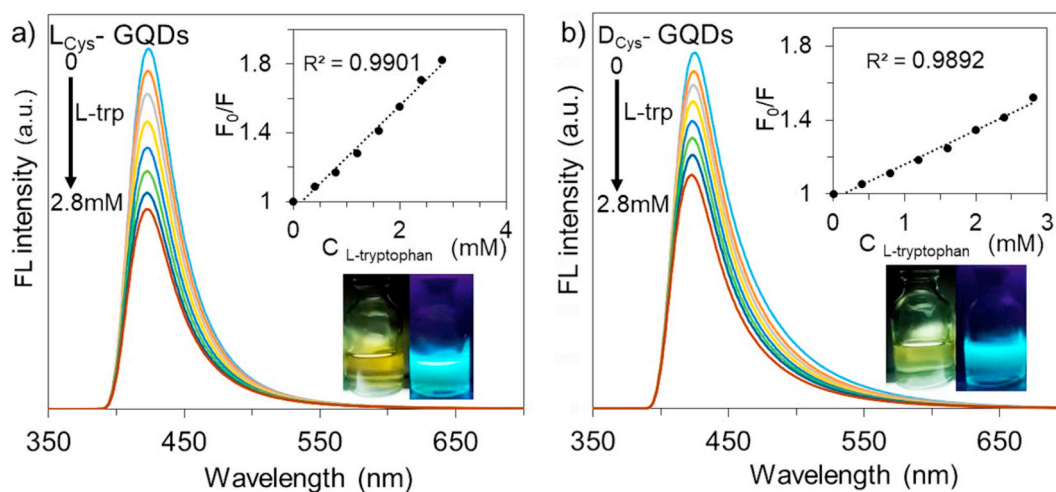 a)
L_Cys- GQDs
0
L-trp
2.8mM
FL intensity (a.u.)
F₀/F
1.8
1.4
1
R² = 0.9901
0 2 4
C L-tryptophan (mM)
350 450 550 650
Wavelength (nm)
b)
D_Cys- GQDs
0
L-trp
2.8mM
FL intensity (a.u.)
F₀/F
1.8
1.4
1
R² = 0.9892
0 1 2 3
C L-tryptophan (mM)
350 450 550 650
Wavelength (nm)